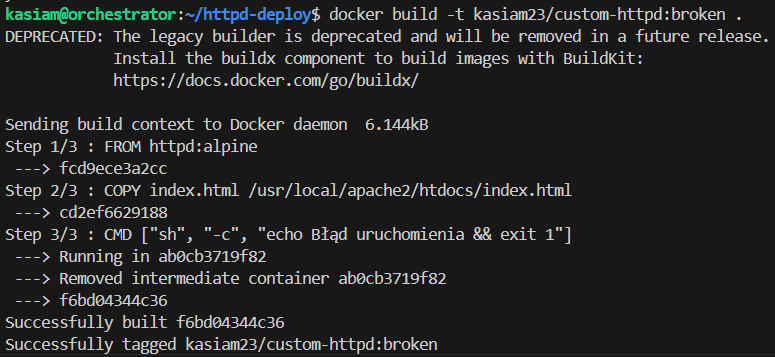 kasiam@orchestrator:~/httpd-deploy$ docker build -t kasiam23/custom-httpd:broken .
DEPRECATED: The legacy builder is deprecated and will be removed in a future release.
            Install the buildx component to build images with BuildKit:
            https://docs.docker.com/go/buildx/

Sending build context to Docker daemon  6.144kB
Step 1/3 : FROM httpd:alpine
 ---> fcd9ece3a2cc
Step 2/3 : COPY index.html /usr/local/apache2/htdocs/index.html
 ---> cd2ef6629188
Step 3/3 : CMD ["sh", "-c", "echo Błąd uruchomienia && exit 1"]
 ---> Running in ab0cb3719f82
 ---> Removed intermediate container ab0cb3719f82
 ---> f6bd04344c36
Successfully built f6bd04344c36
Successfully tagged kasiam23/custom-httpd:broken